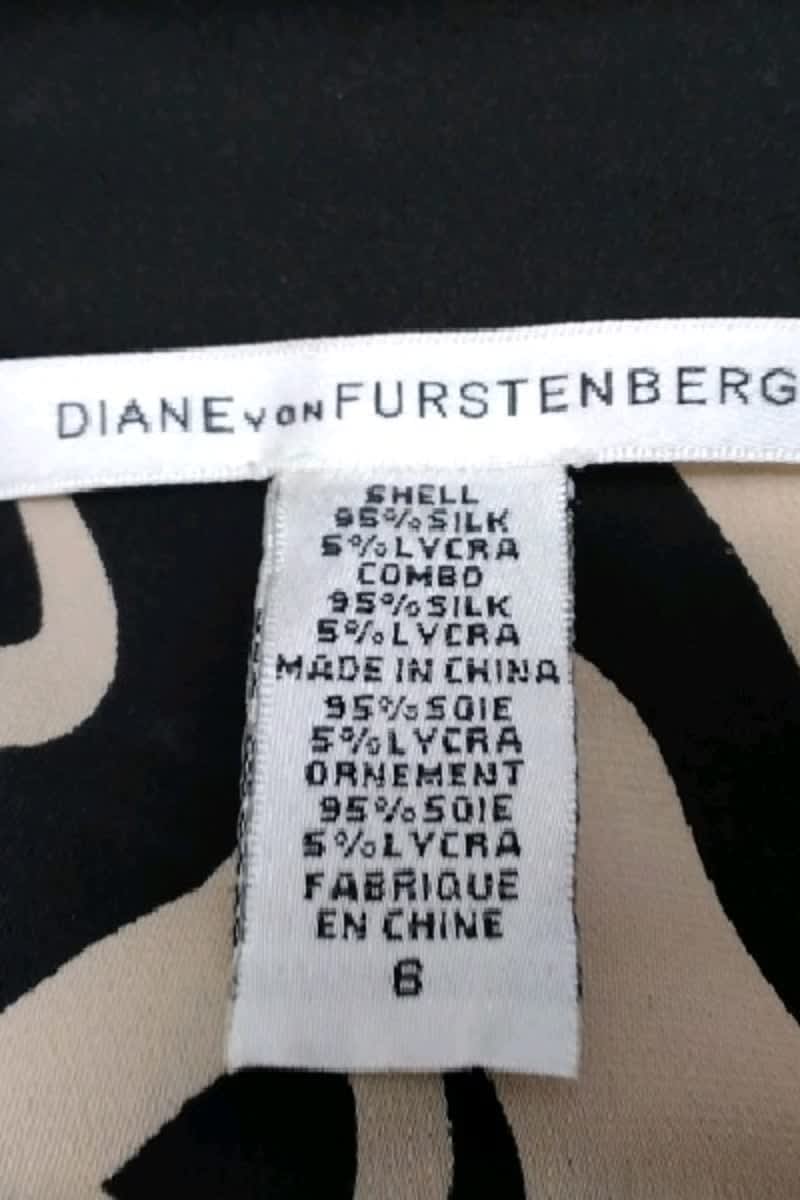 DIANE von FURSTENBERG
SHELL
95% SILK
5% LYCRA
COMBO
95% SILK
5% LYCRA
MADE IN CHINA
95% SOIE
5% LYCRA
ORNEMENT
95% SOIE
5% LYCRA
FABRIQUE
EN CHINE
6